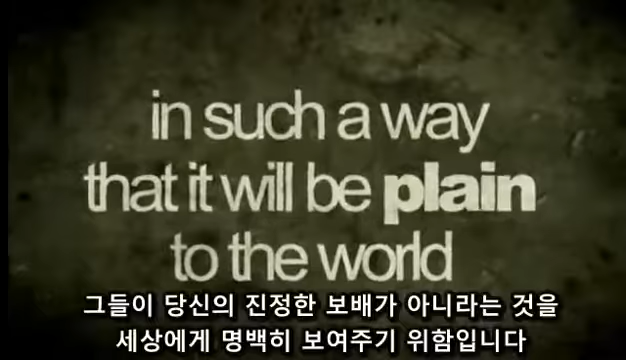 in such a way
that it will be plain
to the world
그들이 당신의 진정한 보배가 아니라는 것을
세상에게 명백히 보여주기 위함입니다